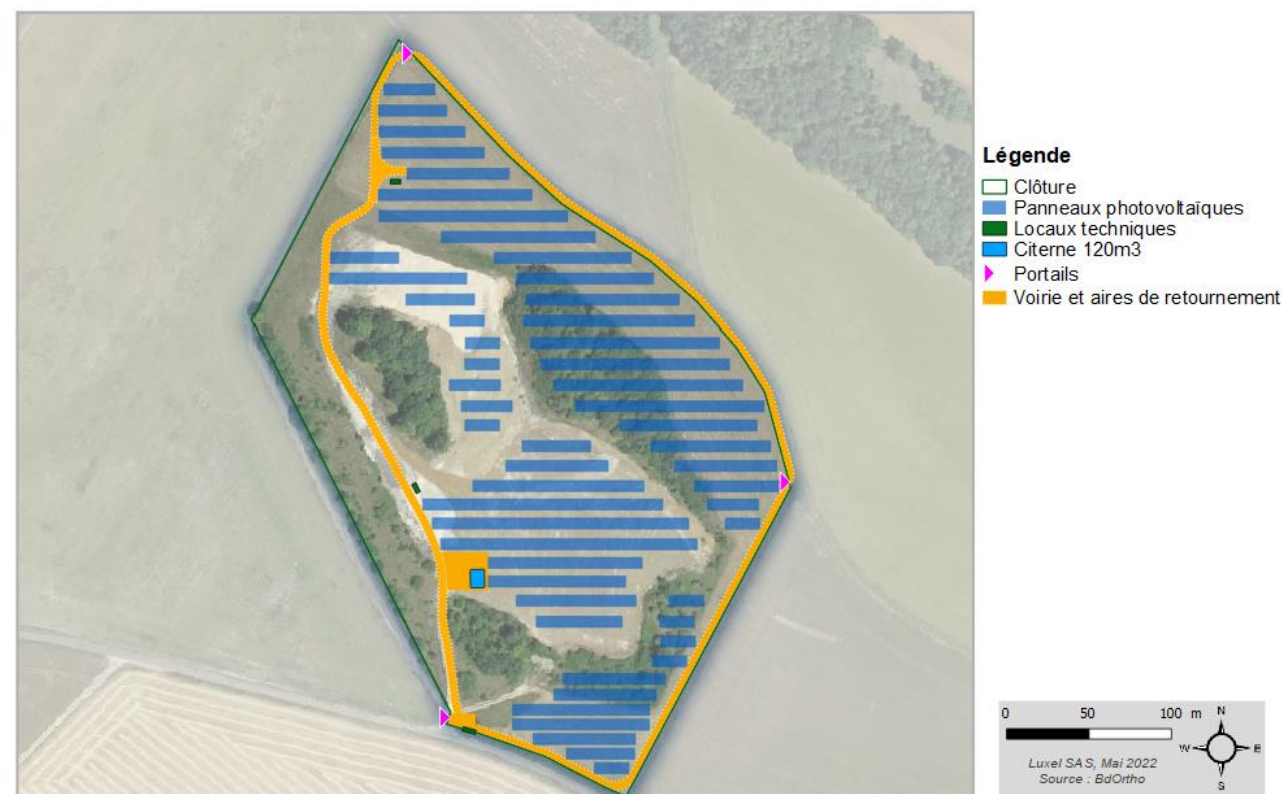 Légende
Clôture
Panneaux photovoltaïques
Locaux techniques
Citerne 120m3
Portails
Voirie et aires de retournement
0 50 100 m
N
W E
S
Luxel SAS, Mai 2022
Source : BdOrtho